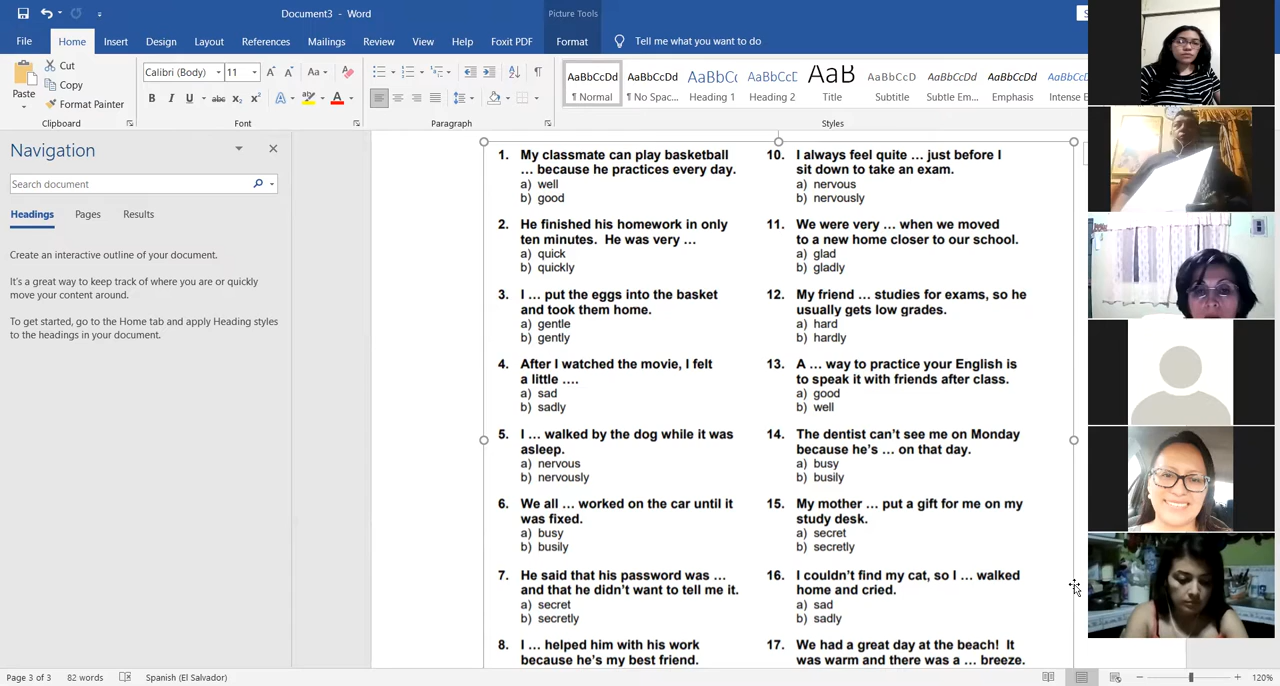 Document3 - Word
Picture Tools
File Home Insert Design Layout References Mailings Review View Help Foxit PDF Format Tell me what you want to do
Paste
Cut
Copy
Format Painter
Clipboard
Calibri (Body) 11
Font
Paragraph
AaBbCcDd AaBbCcDd AaBbCc AaBbCcD AaB AaBbCcD AaBbCcDd AaBbCcDd AaBbCcDd
¶ Normal ¶ No Spac... Heading 1 Heading 2 Title Subtitle Subtle Em... Emphasis Intense E
Styles
Navigation
Search document
Headings Pages Results
Create an interactive outline of your document.
It's a great way to keep track of where you are or quickly
move your content around.
To get started, go to the Home tab and apply Heading styles
to the headings in your document.
1. My classmate can play basketball
... because he practices every day.
a) well
b) good
2. He finished his homework in only
ten minutes. He was very ...
a) quick
b) quickly
3. I ... put the eggs into the basket
and took them home.
a) gentle
b) gently
4. After I watched the movie, I felt
a little ....
a) sad
b) sadly
5. I ... walked by the dog while it was
asleep.
a) nervous
b) nervously
6. We all ... worked on the car until it
was fixed.
a) busy
b) busily
7. He said that his password was ...
and that he didn't want to tell me it.
a) secret
b) secretly
8. I ... helped him with his work
because he's my best friend.
10. I always feel quite ... just before I
sit down to take an exam.
a) nervous
b) nervously
11. We were very ... when we moved
to a new home closer to our school.
a) glad
b) gladly
12. My friend ... studies for exams, so he
usually gets low grades.
a) hard
b) hardly
13. A ... way to practice your English is
to speak it with friends after class.
a) good
b) well
14. The dentist can't see me on Monday
because he's ... on that day.
a) busy
b) busily
15. My mother ... put a gift for me on my
study desk.
a) secret
b) secretly
16. I couldn't find my cat, so I ... walked
home and cried.
a) sad
b) sadly
17. We had a great day at the beach! It
was warm and there was a ... breeze.
Page 3 of 3 82 words Spanish (El Salvador) 120%